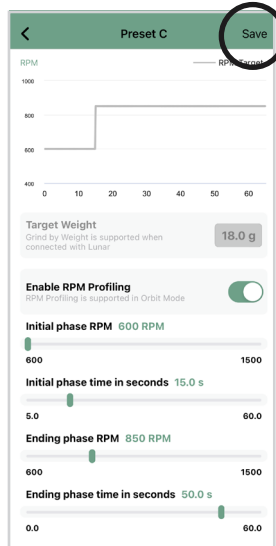 Preset C
Save
RPM
RPM Target
1000
800
600
400
0 10 20 30 40 50 60
Target Weight
Grind by Weight is supported when
connected with Lunar
18.0 g
Enable RPM Profiling
RPM Profiling is supported in Orbit Mode
Initial phase RPM 600 RPM
600 1500
Initial phase time in seconds 15.0 s
5.0 60.0
Ending phase RPM 850 RPM
600 1500
Ending phase time in seconds 50.0 s
0.0 60.0